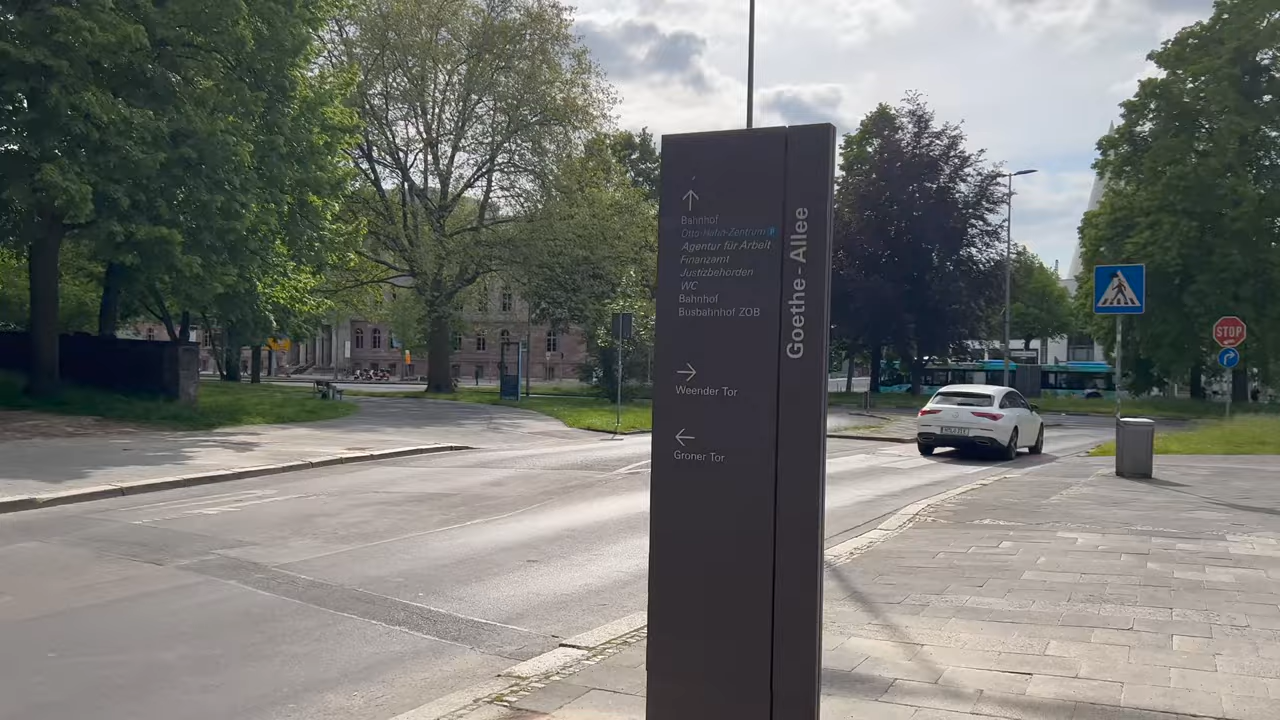 Bahnhof
Otto-Hahn-Zentrum
Agentur für Arbeit
Finanzamt
Justizbehörden
WC
Bahnhof
Busbahnhof ZOB
Weender Tor
Groner Tor
Goethe-Allee
STOP